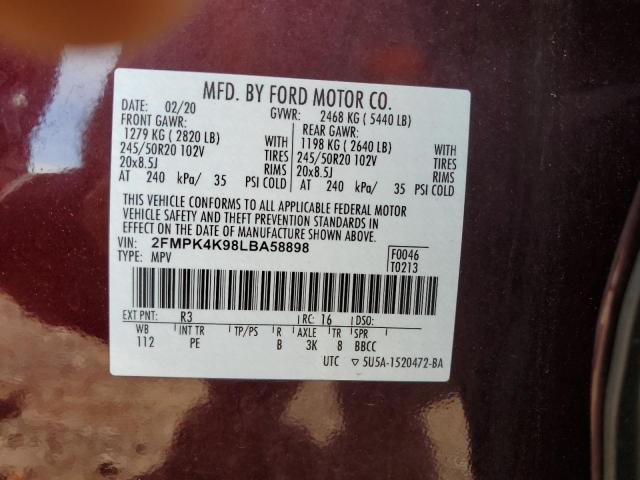 MFD. BY FORD MOTOR CO.
DATE: 02/20 GVWR: 2468 KG ( 5440 LB)
FRONT GAWR: REAR GAWR:
1279 KG ( 2820 LB) 1198 KG ( 2640 LB)
245/50R20 102V TIRES 245/50R20 102V TIRES
20x8.5J RIMS 20x8.5J RIMS
AT 240 kPa/ 35 PSI COLD AT 240 kPa/ 35 PSI COLD
THIS VEHICLE CONFORMS TO ALL APPLICABLE FEDERAL MOTOR
VEHICLE SAFETY AND THEFT PREVENTION STANDARDS IN
EFFECT ON THE DATE OF MANUFACTURE SHOWN ABOVE.
VIN: 2FMPK4K98LBA58898 F0046
TYPE: MPV T0213
EXT PNT: R3 RC: 16 DSO:
WB INT TR TP/PS R AXLE TR SPR
112 PE B 3K 8 BBCC
UTC ▽ 5U5A-1520472-BA